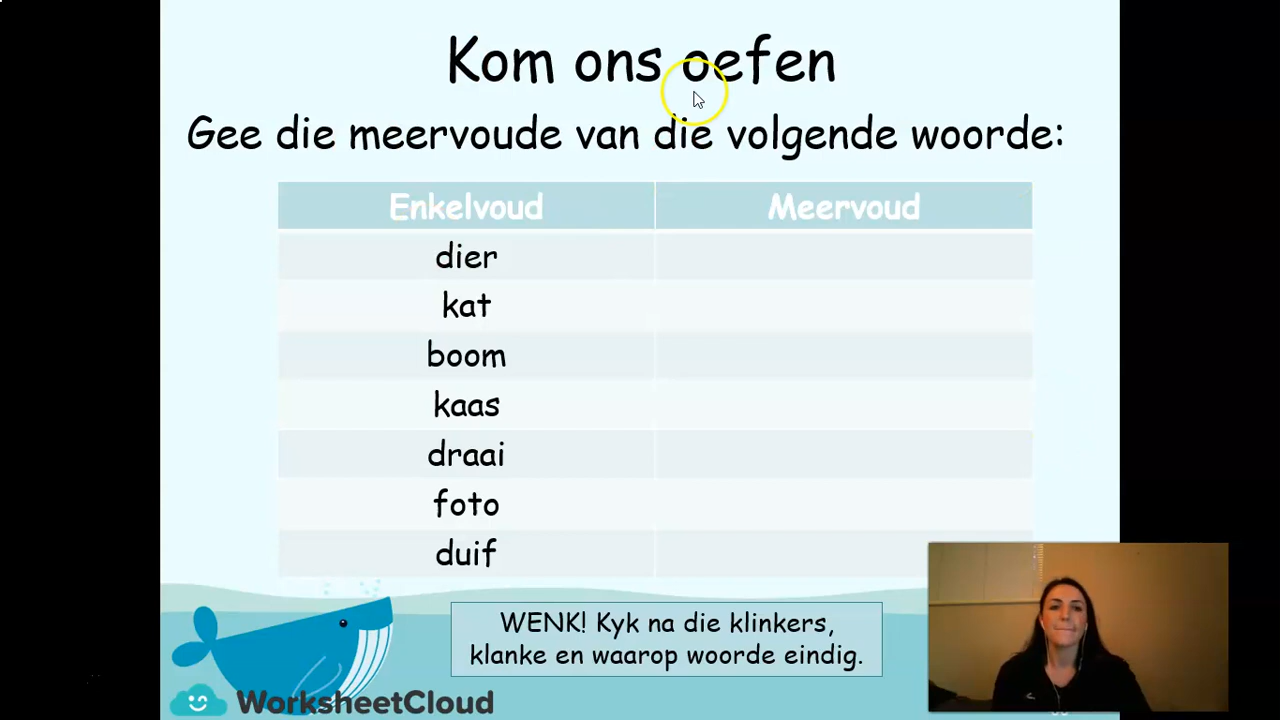 Kom ons oefen
Gee die meervoude van die volgende woorde:
Enkelvoud Meervoud
dier
kat
boom
kaas
draai
foto
duif
WENK! Kyk na die klinkers,
klanke en waarop woorde eindig.
WorksheetCloud